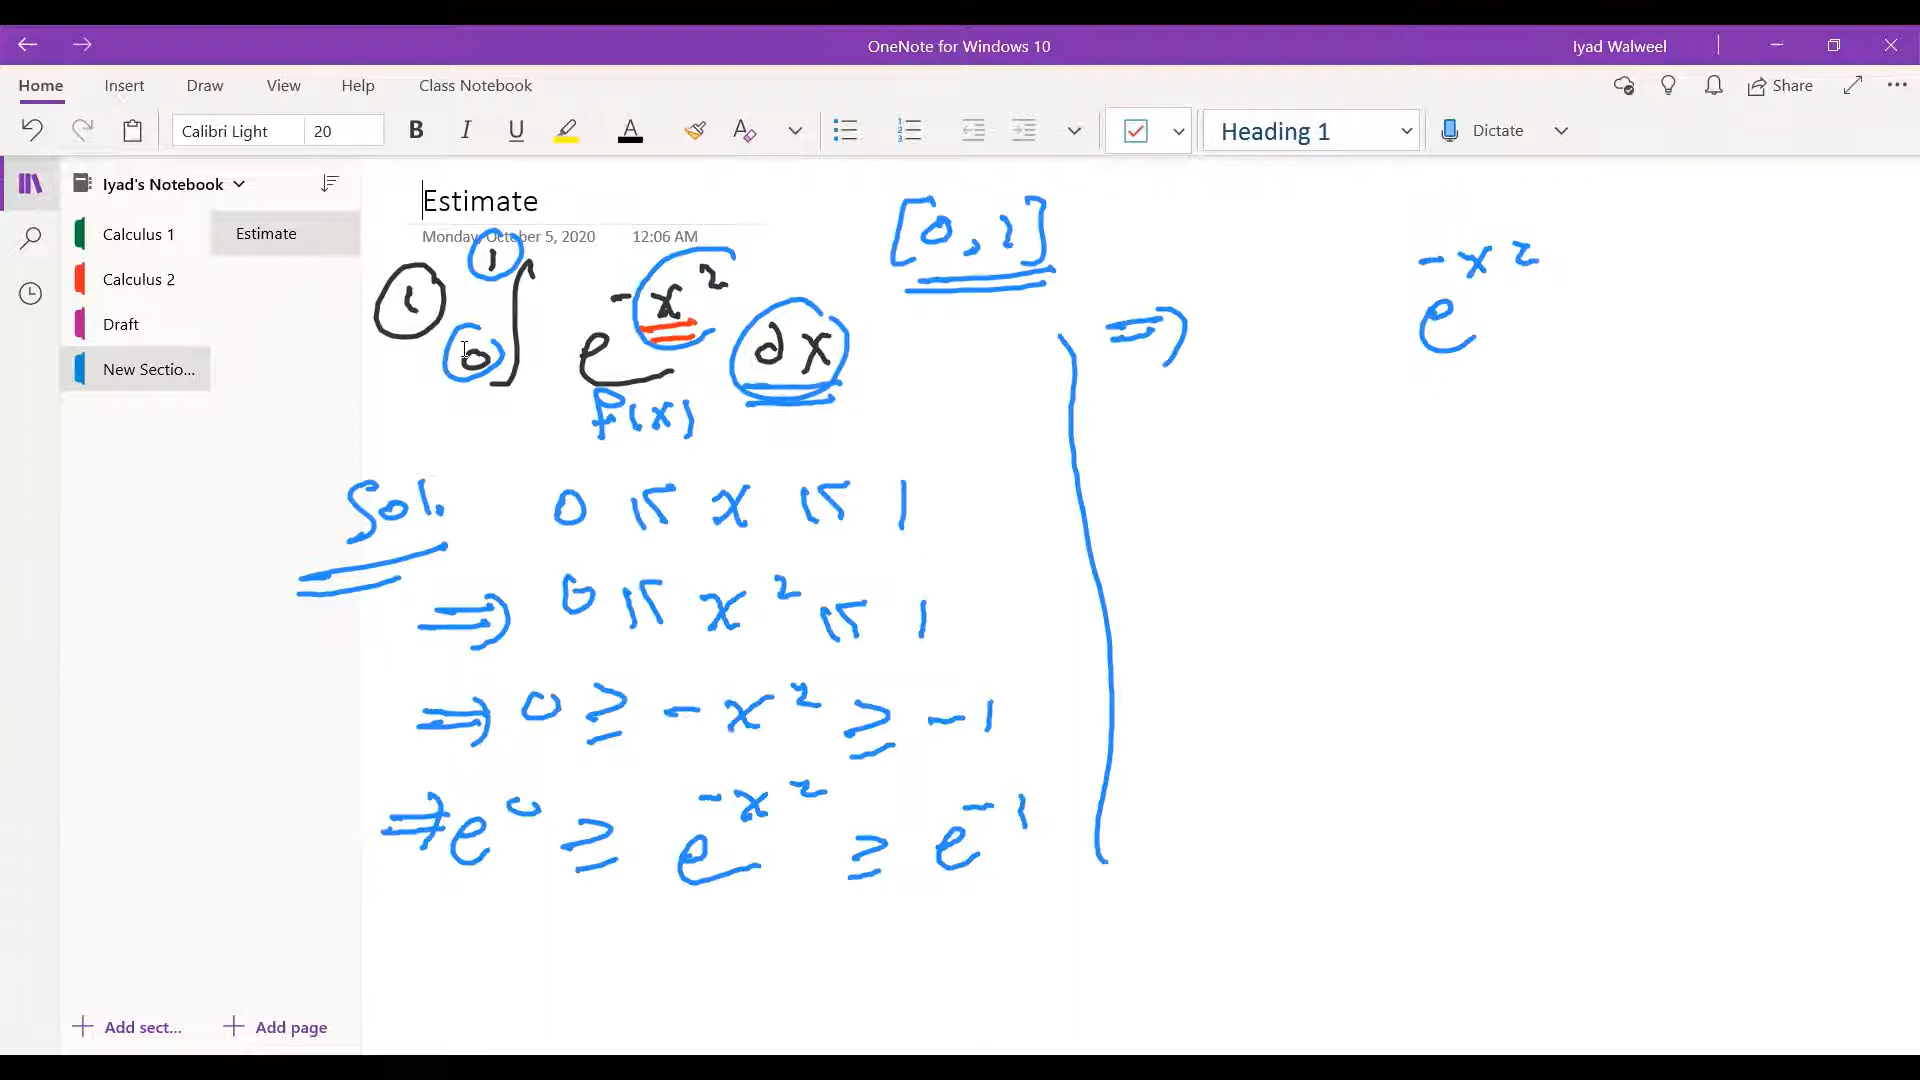 OneNote for Windows 10
Iyad Walweel
Home Insert Draw View Help Class Notebook
Share
Calibri Light 20 B I U A
Heading 1 Dictate
Iyad's Notebook
Calculus 1
Calculus 2
Draft
New Sectio...
Estimate
Estimate
Monday, October 5, 2020 12:06 AM
[0, 1]
① ∫₀¹ e^{-x^2} dx
f(x)
Sol. 0 ≤ x ≤ 1
⇒ 0 ≤ x^2 ≤ 1
⇒ 0 ≥ -x^2 ≥ -1
⇒ e^0 ≥ e^{-x^2} ≥ e^{-1}
⇒ e^{-x^2}
+ Add sect... + Add page